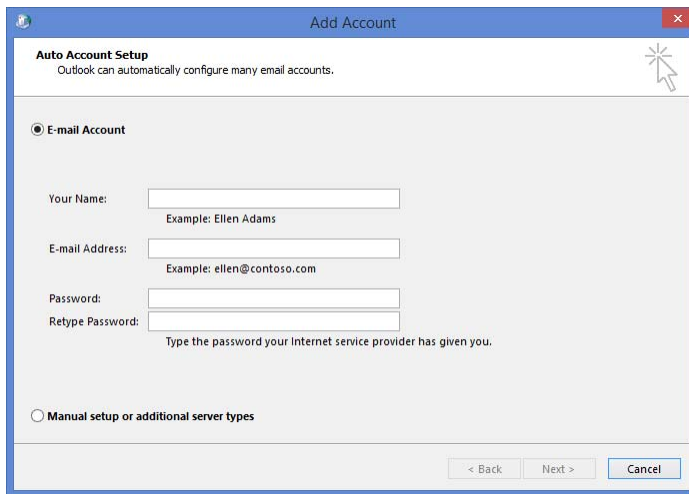 Add Account
Auto Account Setup
Outlook can automatically configure many email accounts.
E-mail Account
Your Name:
Example: Ellen Adams
E-mail Address:
Example: ellen@contoso.com
Password:
Retype Password:
Type the password your Internet service provider has given you.
Manual setup or additional server types
< Back Next > Cancel